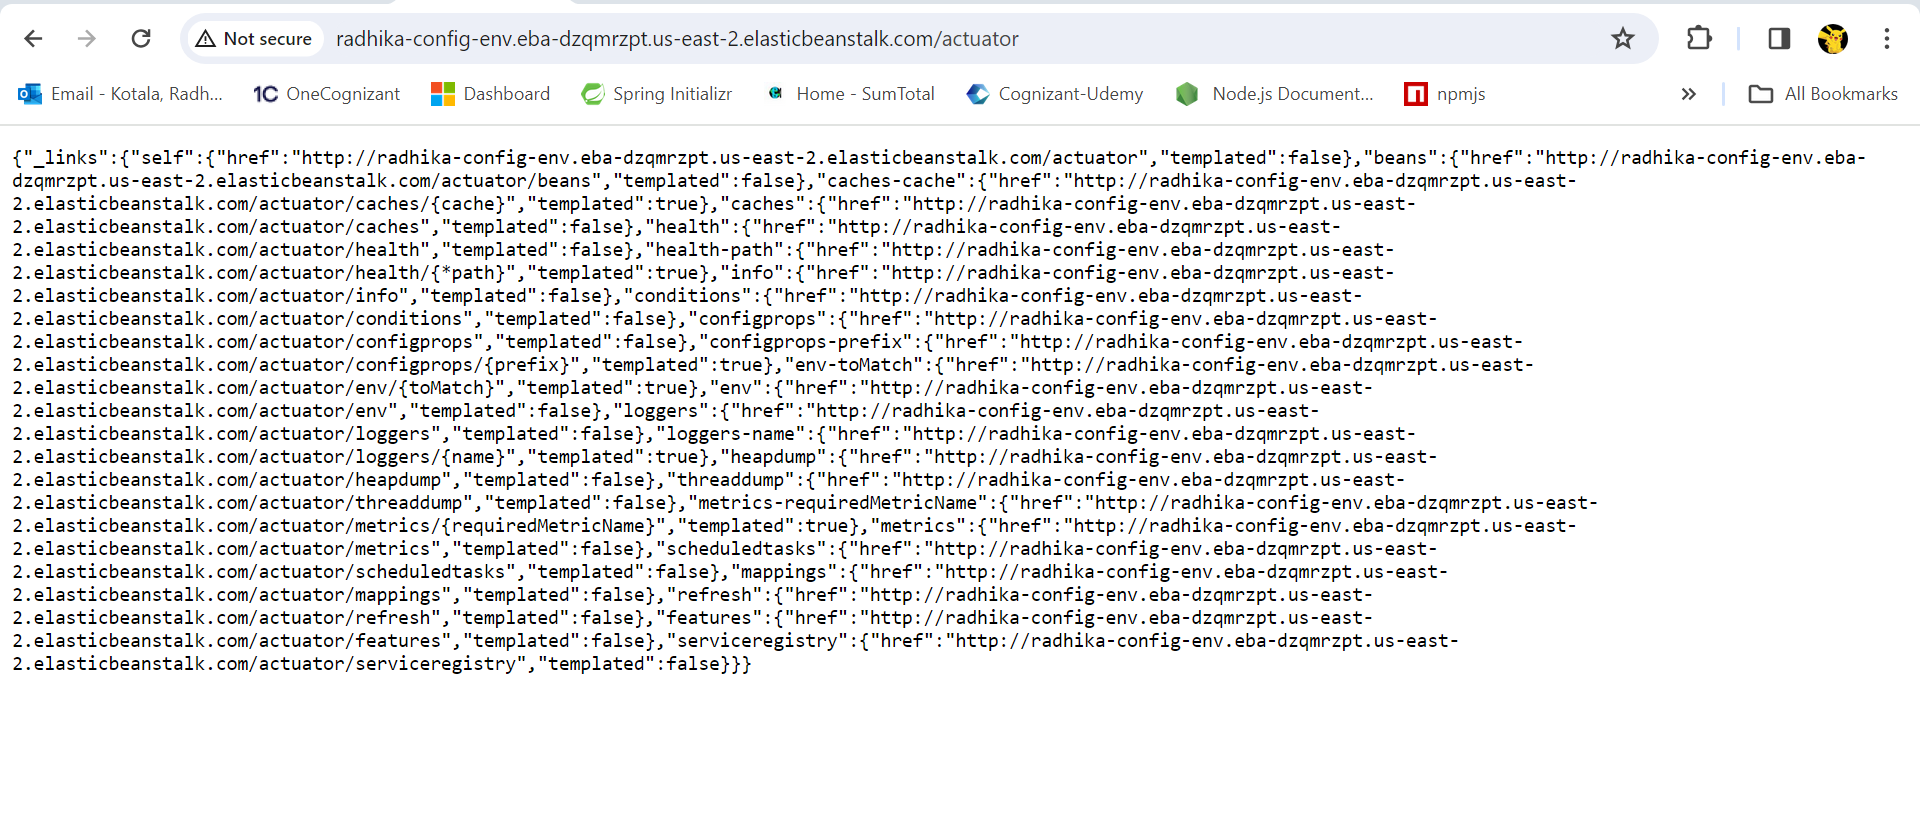 Not secure radhika-config-env.eba-dzqmrzpt.us-east-2.elasticbeanstalk.com/actuator
Email - Kotala, Radh... OneCognizant Dashboard Spring Initializr Home - SumTotal Cognizant-Udemy Node.js Document... npmjs » All Bookmarks
{"_links":{"self":{"href":"http://radhika-config-env.eba-dzqmrzpt.us-east-2.elasticbeanstalk.com/actuator","templated":false},"beans":{"href":"http://radhika-config-env.eba-
dzqmrzpt.us-east-2.elasticbeanstalk.com/actuator/beans","templated":false},"caches-cache":{"href":"http://radhika-config-env.eba-dzqmrzpt.us-east-
2.elasticbeanstalk.com/actuator/caches/{cache}","templated":true},"caches":{"href":"http://radhika-config-env.eba-dzqmrzpt.us-east-
2.elasticbeanstalk.com/actuator/caches","templated":false},"health":{"href":"http://radhika-config-env.eba-dzqmrzpt.us-east-
2.elasticbeanstalk.com/actuator/health","templated":false},"health-path":{"href":"http://radhika-config-env.eba-dzqmrzpt.us-east-
2.elasticbeanstalk.com/actuator/health/{*path}","templated":true},"info":{"href":"http://radhika-config-env.eba-dzqmrzpt.us-east-
2.elasticbeanstalk.com/actuator/info","templated":false},"conditions":{"href":"http://radhika-config-env.eba-dzqmrzpt.us-east-
2.elasticbeanstalk.com/actuator/conditions","templated":false},"configprops":{"href":"http://radhika-config-env.eba-dzqmrzpt.us-east-
2.elasticbeanstalk.com/actuator/configprops","templated":false},"configprops-prefix":{"href":"http://radhika-config-env.eba-dzqmrzpt.us-east-
2.elasticbeanstalk.com/actuator/configprops/{prefix}","templated":true},"env-toMatch":{"href":"http://radhika-config-env.eba-dzqmrzpt.us-east-
2.elasticbeanstalk.com/actuator/env/{toMatch}","templated":true},"env":{"href":"http://radhika-config-env.eba-dzqmrzpt.us-east-
2.elasticbeanstalk.com/actuator/env","templated":false},"loggers":{"href":"http://radhika-config-env.eba-dzqmrzpt.us-east-
2.elasticbeanstalk.com/actuator/loggers","templated":false},"loggers-name":{"href":"http://radhika-config-env.eba-dzqmrzpt.us-east-
2.elasticbeanstalk.com/actuator/loggers/{name}","templated":true},"heapdump":{"href":"http://radhika-config-env.eba-dzqmrzpt.us-east-
2.elasticbeanstalk.com/actuator/heapdump","templated":false},"threaddump":{"href":"http://radhika-config-env.eba-dzqmrzpt.us-east-
2.elasticbeanstalk.com/actuator/threaddump","templated":false},"metrics-requiredMetricName":{"href":"http://radhika-config-env.eba-dzqmrzpt.us-east-
2.elasticbeanstalk.com/actuator/metrics/{requiredMetricName}","templated":true},"metrics":{"href":"http://radhika-config-env.eba-dzqmrzpt.us-east-
2.elasticbeanstalk.com/actuator/metrics","templated":false},"scheduledtasks":{"href":"http://radhika-config-env.eba-dzqmrzpt.us-east-
2.elasticbeanstalk.com/actuator/scheduledtasks","templated":false},"mappings":{"href":"http://radhika-config-env.eba-dzqmrzpt.us-east-
2.elasticbeanstalk.com/actuator/mappings","templated":false},"refresh":{"href":"http://radhika-config-env.eba-dzqmrzpt.us-east-
2.elasticbeanstalk.com/actuator/refresh","templated":false},"features":{"href":"http://radhika-config-env.eba-dzqmrzpt.us-east-
2.elasticbeanstalk.com/actuator/features","templated":false},"serviceregistry":{"href":"http://radhika-config-env.eba-dzqmrzpt.us-east-
2.elasticbeanstalk.com/actuator/serviceregistry","templated":false}}}